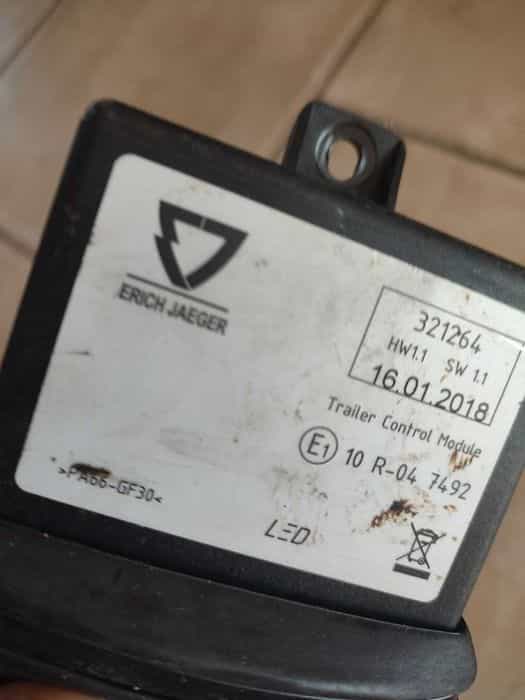 ERICH JAEGER
321264
HW1.1 SW 1.1
16.01.2018
Trailer Control Module
E1 10 R-04 7492
>PA66-GF30<
LED